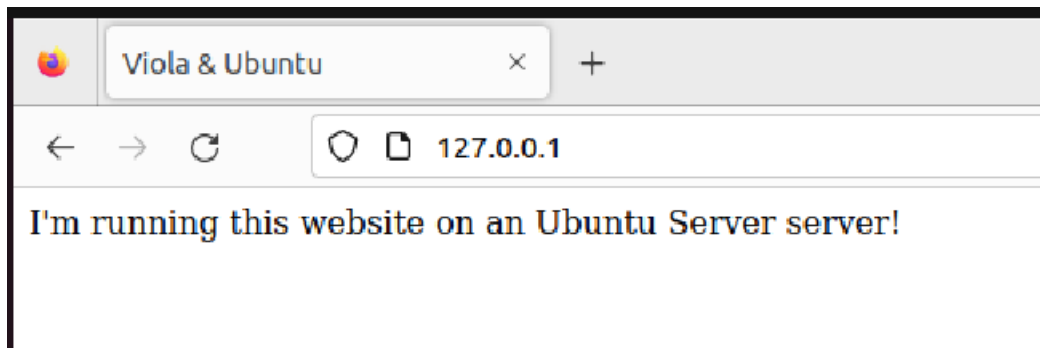 Viola & Ubuntu
127.0.0.1
I'm running this website on an Ubuntu Server server!